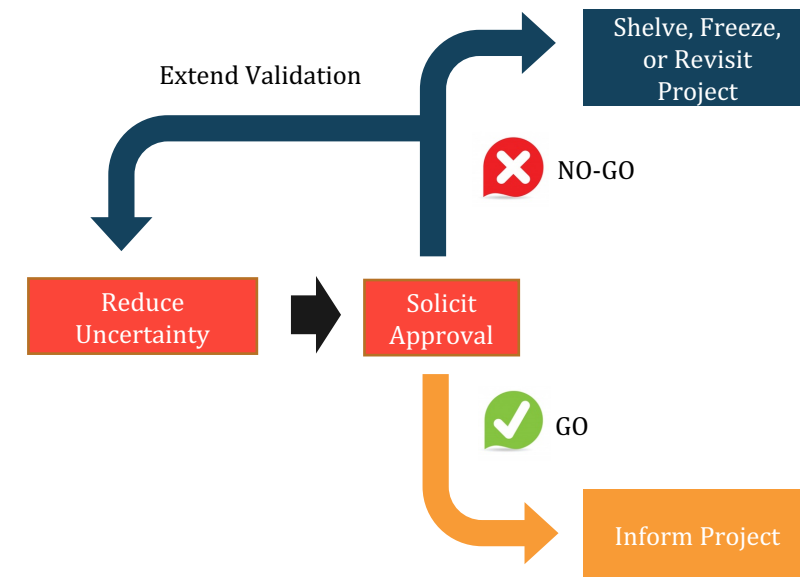 Shelve, Freeze,
or Revisit
Project
Extend Validation
NO-GO
Reduce
Uncertainty
Solicit
Approval
GO
Inform Project